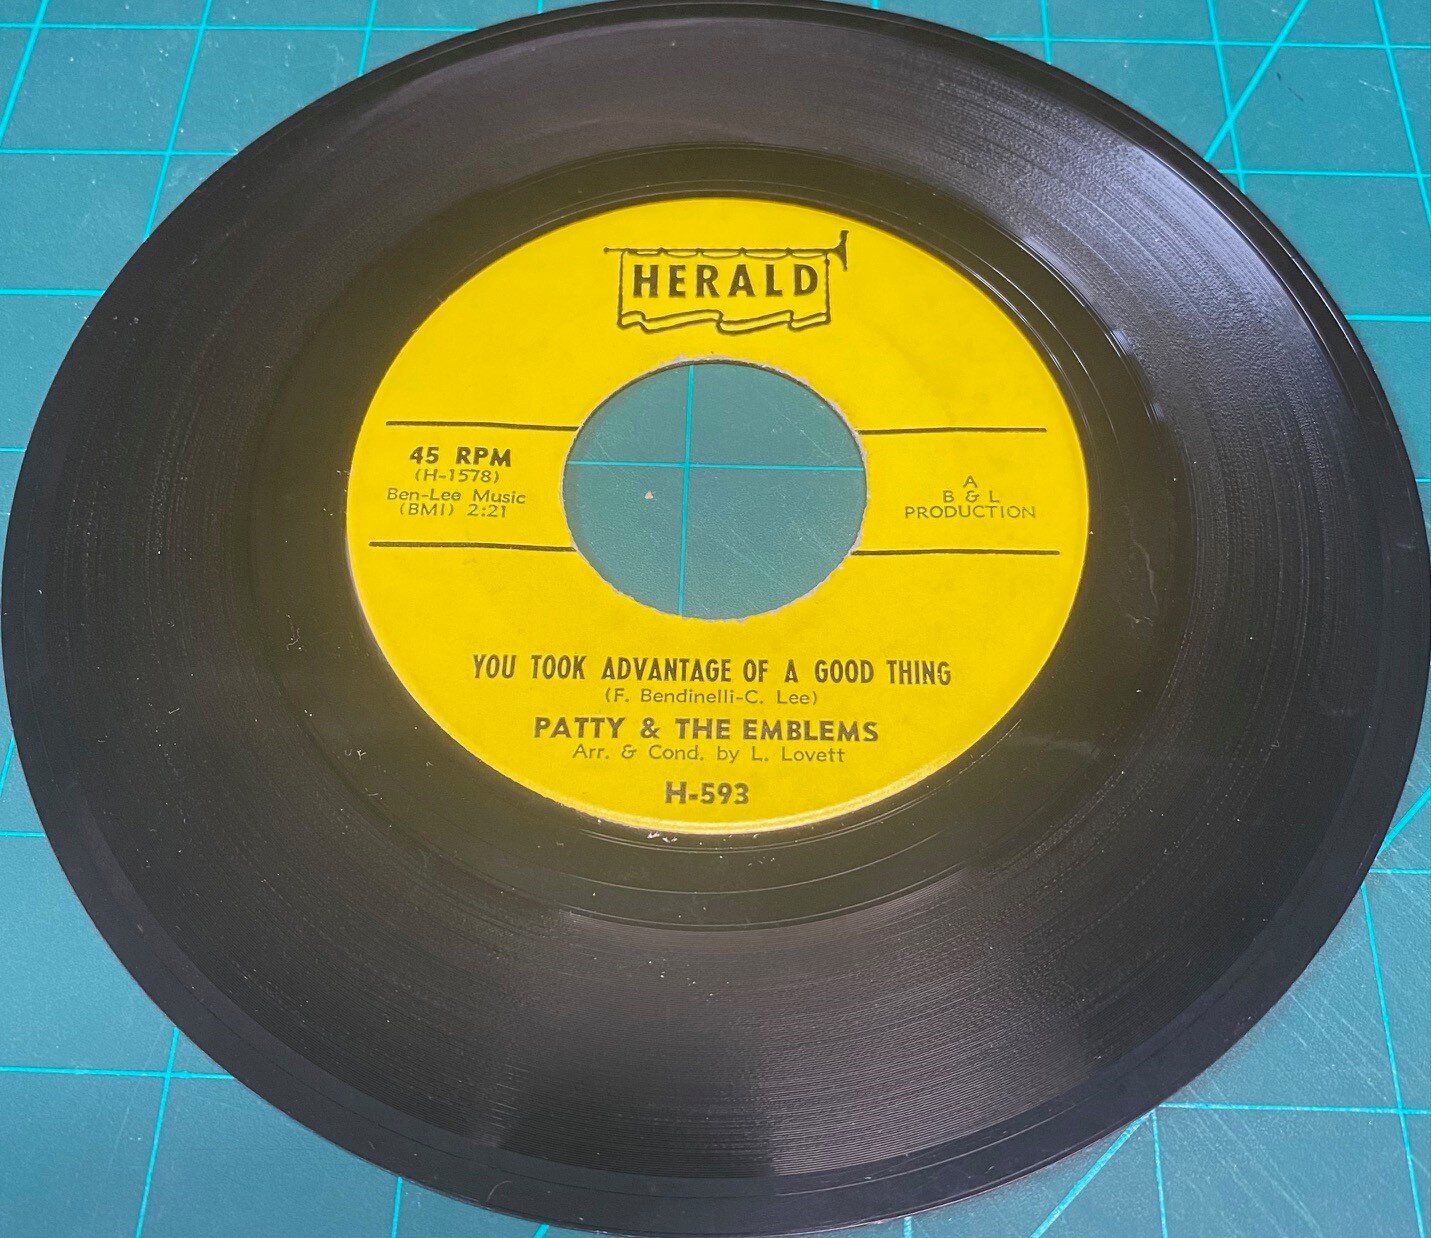 HERALD
45 RPM
(H-1578)
Ben-Lee Music
(BMI) 2:21
A
B & L
PRODUCTION
YOU TOOK ADVANTAGE OF A GOOD THING
(F. Bendinelli-C. Lee)
PATTY & THE EMBLEMS
Arr. & Cond. by L. Lovett
H-593